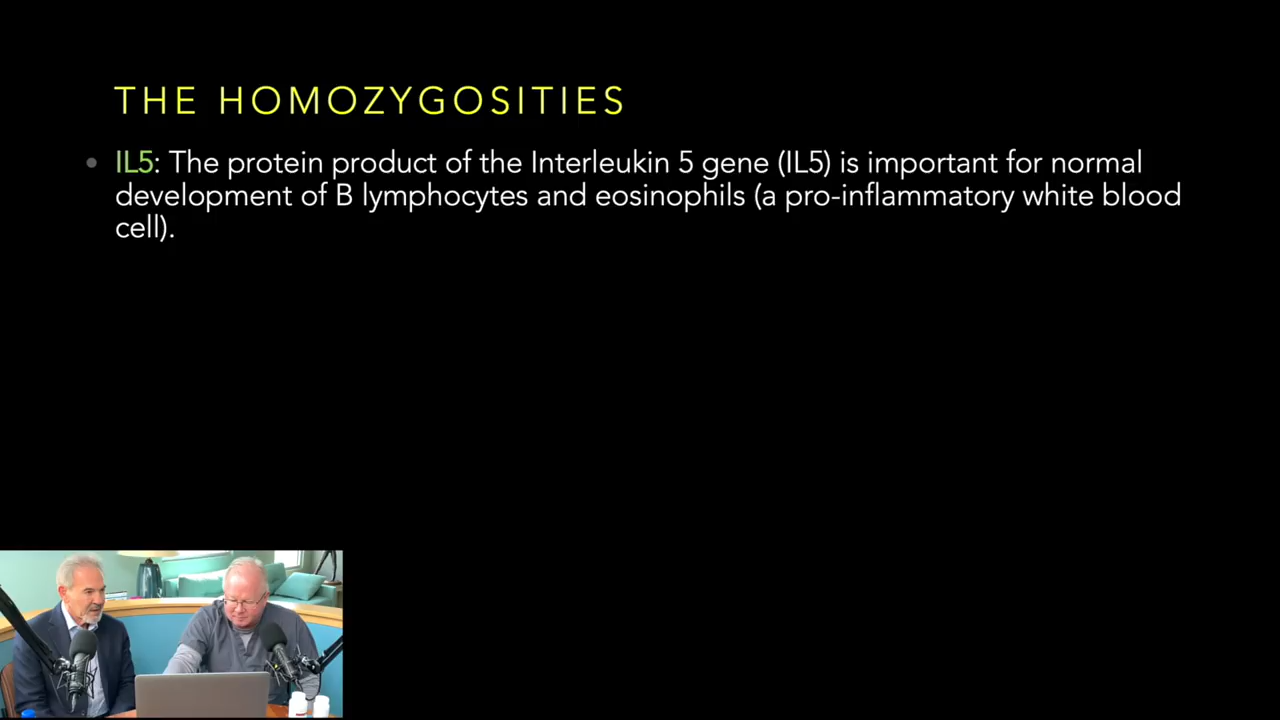 THE HOMOZYGOSITIES
• IL5: The protein product of the Interleukin 5 gene (IL5) is important for normal
development of B lymphocytes and eosinophils (a pro-inflammatory white blood
cell).